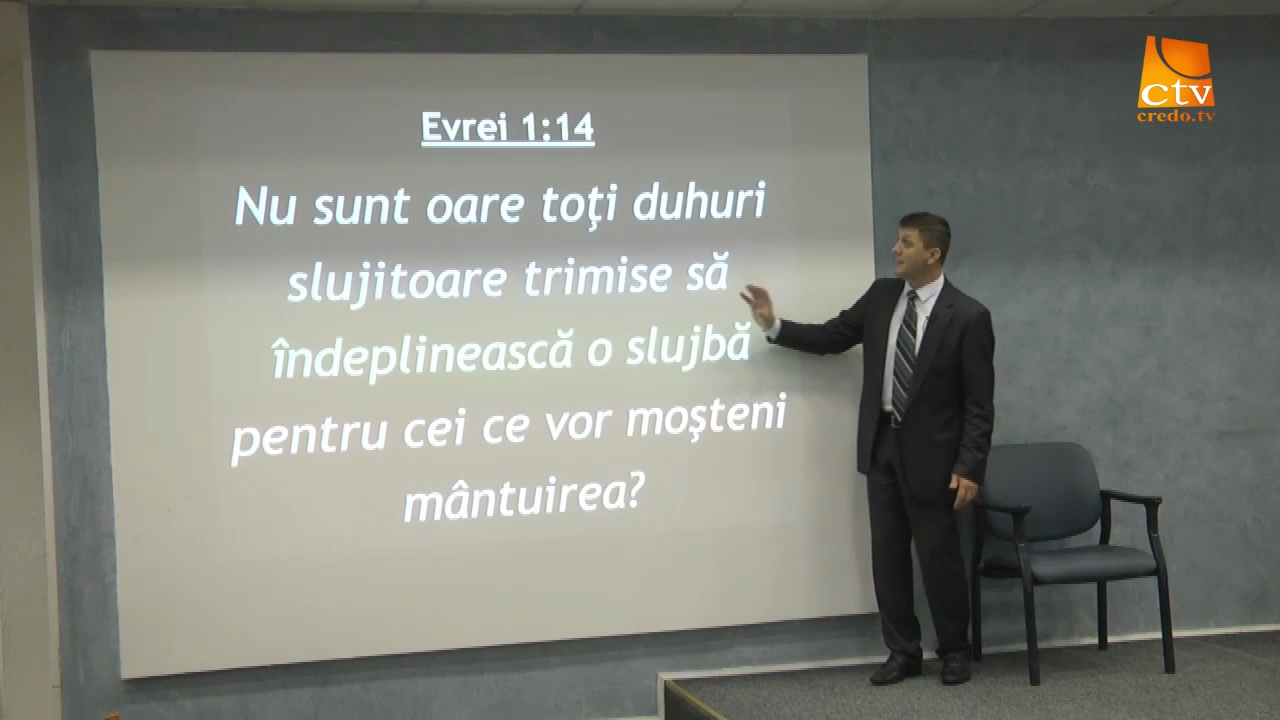 ctv
credo.tv
Evrei 1:14
Nu sunt oare toţi duhuri
slujitoare trimise să
îndeplinească o slujbă
pentru cei ce vor moşteni
mântuirea?